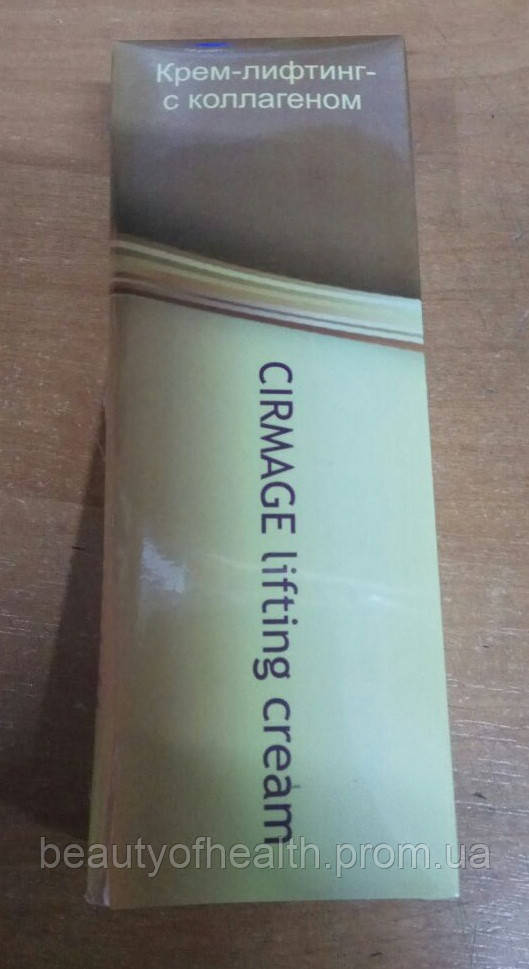 Крем-лифтинг-
с коллагеном
CIRMAGE lifting cream
beautyofhealth.prom.ua